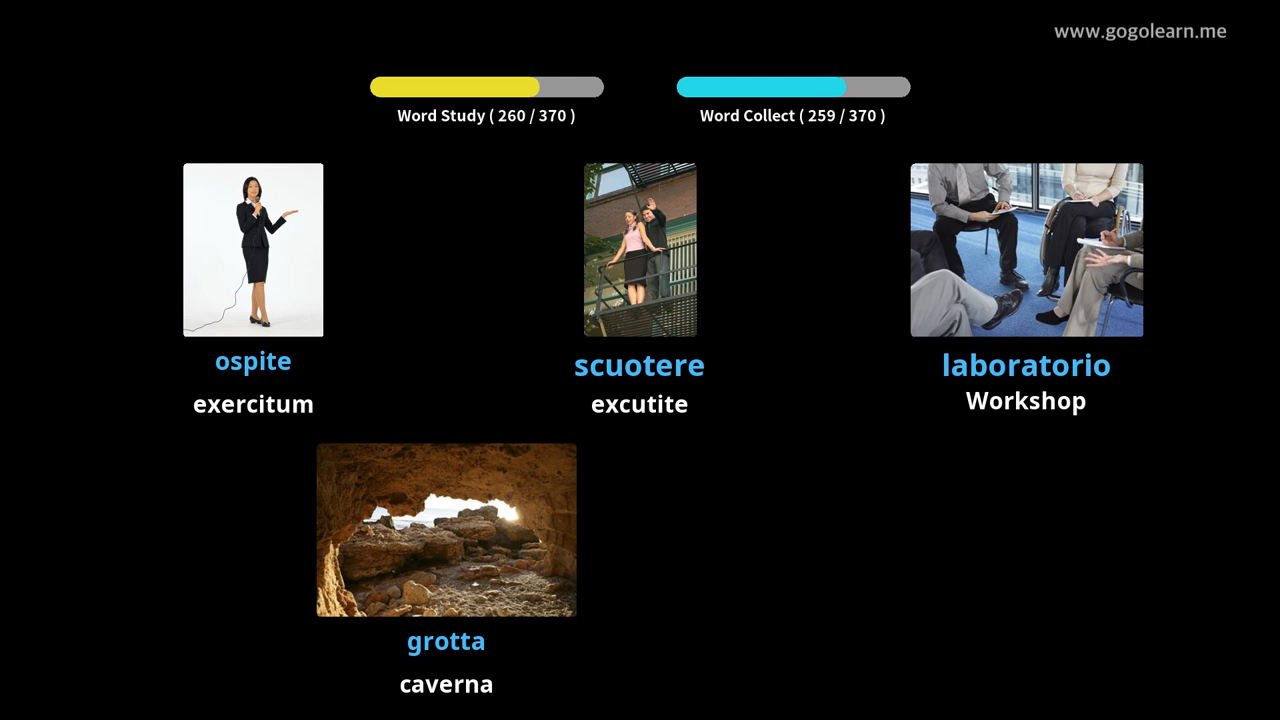 www.gogolearn.me
Word Study ( 260 / 370 )
Word Collect ( 259 / 370 )
ospite
exercitum
scuotere
excutite
laboratorio
Workshop
grotta
caverna